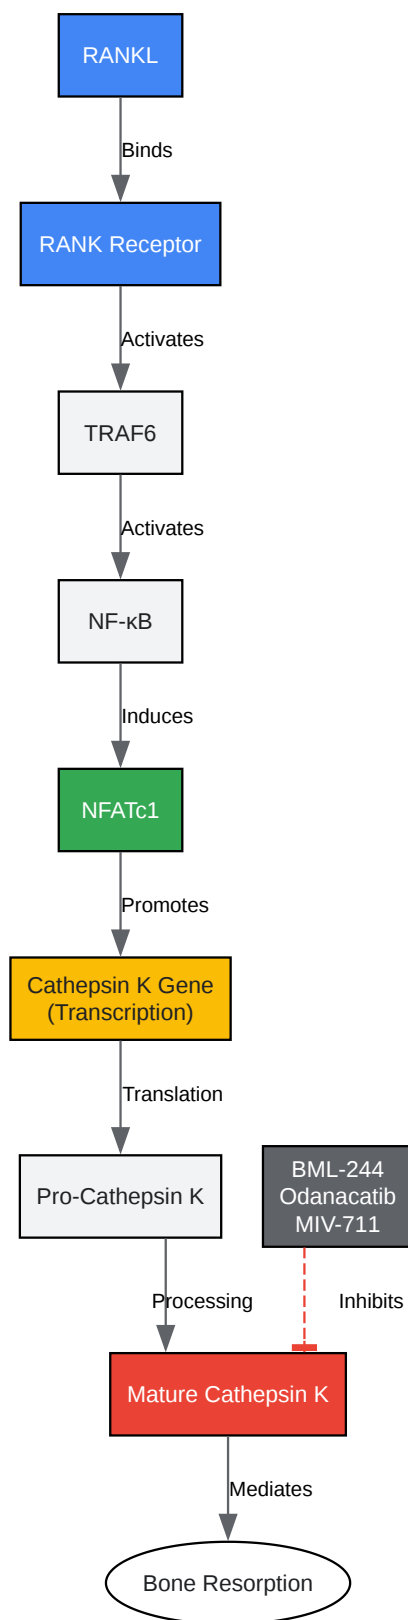 RANKL
Binds
RANK Receptor
Activates
TRAF6
Activates
NF-κB
Induces
NFATc1
Promotes
Cathepsin K Gene
(Transcription)
Translation
Pro-Cathepsin K
BML-244
Odanacatib
MIV-711
Processing
Inhibits
Mature Cathepsin K
Mediates
Bone Resorption